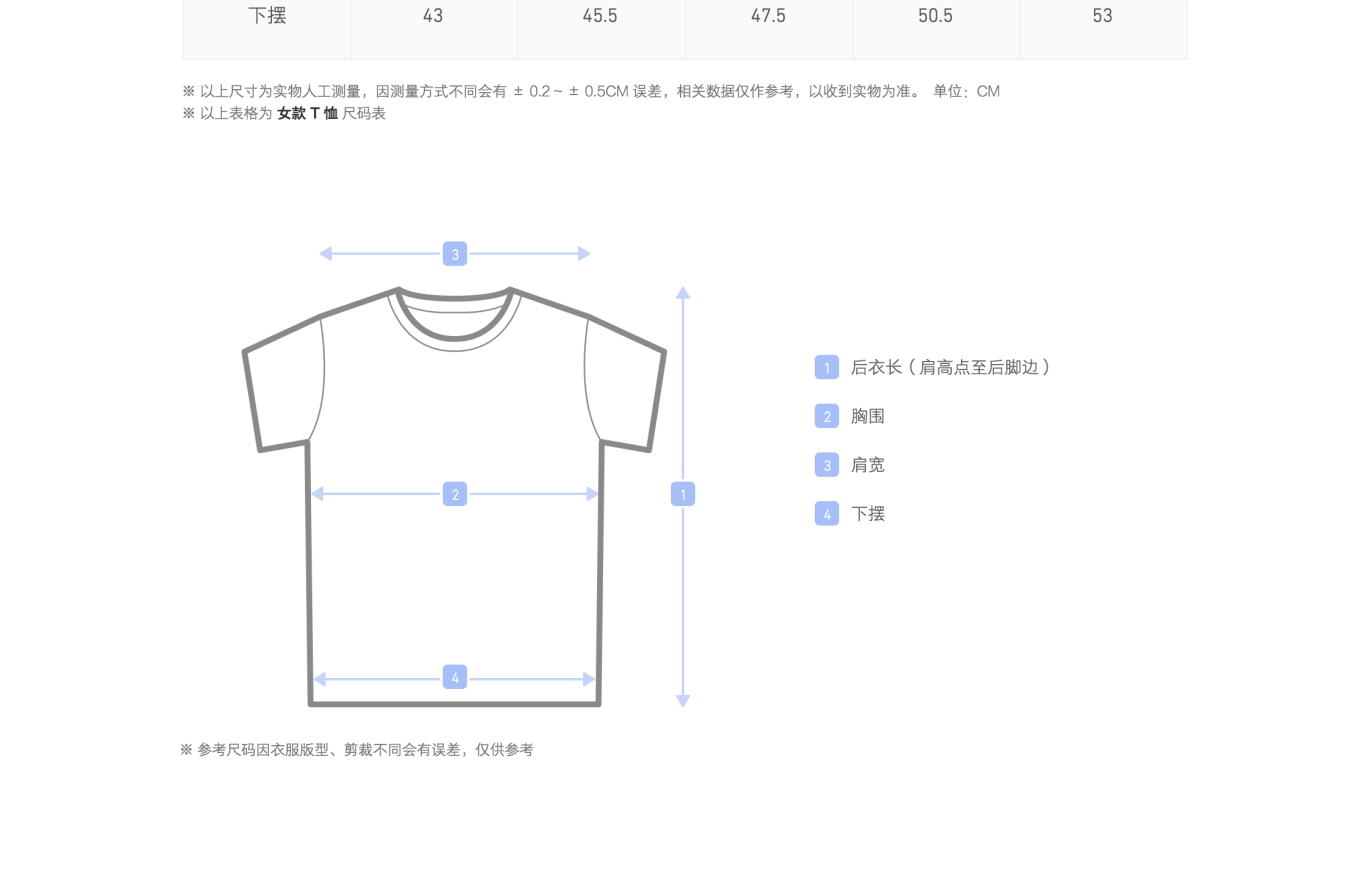 下摆 43 45.5 47.5 50.5 53
※ 以上尺寸为实物人工测量，因测量方式不同会有 ± 0.2 ~ ± 0.5CM 误差，相关数据仅作参考，以收到实物为准。 单位：CM
※ 以上表格为 女款 T 恤 尺码表
3
1 后衣长 ( 肩高点至后脚边 )
2 胸围
3 肩宽
2
1
4 下摆
4
※ 参考尺码因衣服版型、剪裁不同会有误差，仅供参考